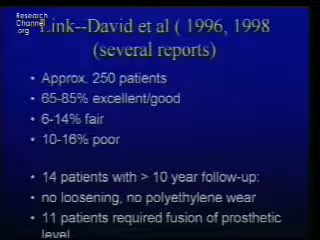 Research
Channel
.org
Link--David et al ( 1996, 1998
(several reports)
• Approx. 250 patients
• 65-85% excellent/good
• 6-14% fair
• 10-16% poor
• 14 patients with > 10 year follow-up:
• no loosening, no polyethylene wear
• 11 patients required fusion of prosthetic
level